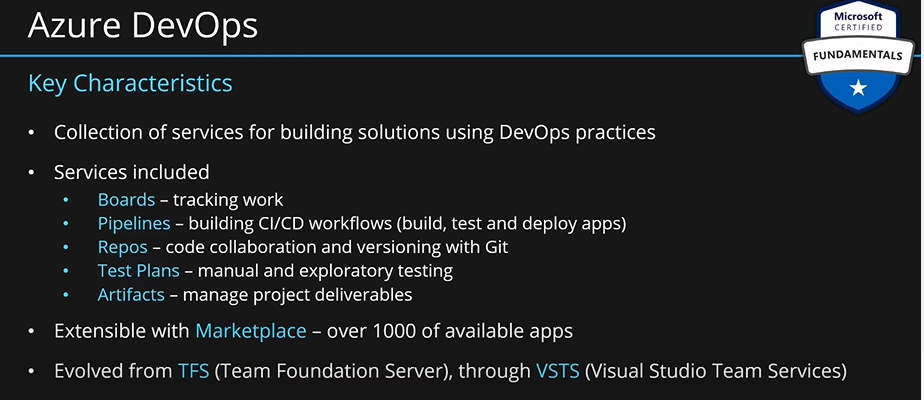 Azure DevOps
Microsoft
CERTIFIED
FUNDAMENTALS
Key Characteristics
• Collection of services for building solutions using DevOps practices
• Services included
• Boards – tracking work
• Pipelines – building CI/CD workflows (build, test and deploy apps)
• Repos – code collaboration and versioning with Git
• Test Plans – manual and exploratory testing
• Artifacts – manage project deliverables
• Extensible with Marketplace – over 1000 of available apps
• Evolved from TFS (Team Foundation Server), through VSTS (Visual Studio Team Services)